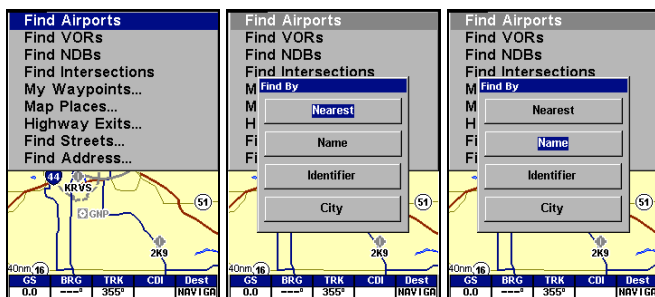 Find Airports
Find VORs
Find NDBs
Find Intersections
My Waypoints...
Map Places...
Highway Exits...
Find Streets...
Find Address...
44
KRVS
51
GNP
2K9
40nm 16
GS BRG TRK CDI Dest
0.0 ---° 355° NAVIGA
Find Airports
Find VORs
Find NDBs
Find Intersections
M
M
H
Fi
Fi
Find By
Nearest
Name
Identifier
City
51
2K9
40nm 16
GS BRG TRK CDI Dest
0.0 ---° 355° NAVIGA
Find Airports
Find VORs
Find NDBs
Find Intersections
M
M
H
Fi
Fi
Find By
Nearest
Name
Identifier
City
51
2K9
40nm 16
GS BRG TRK CDI Dest
0.0 ---° 355° NAVIGA